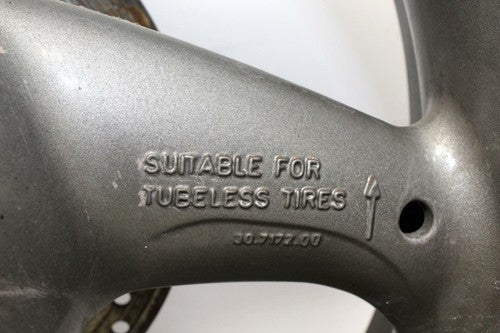 SUITABLE FOR
TUBELESS TIRES
30.7172.00